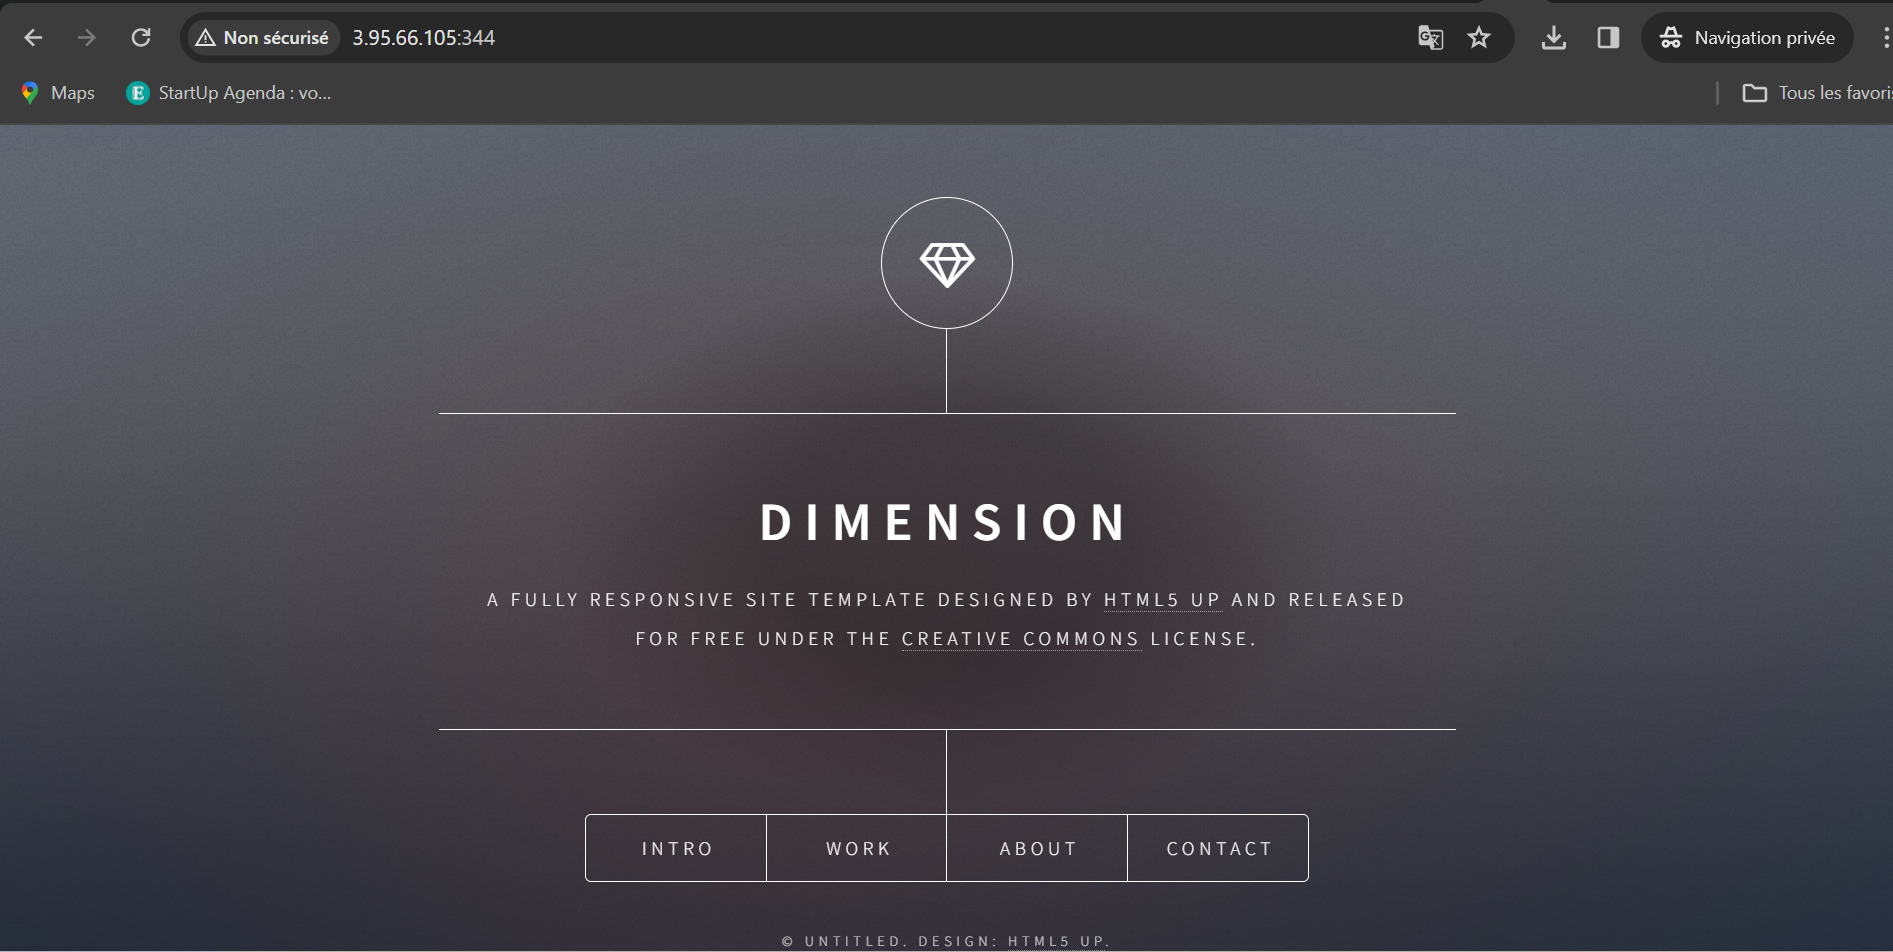 Non sécurisé 3.95.66.105:344 Navigation privée
Maps StartUp Agenda : vo... Tous les favoris
DIMENSION
A FULLY RESPONSIVE SITE TEMPLATE DESIGNED BY HTML5 UP AND RELEASED
FOR FREE UNDER THE CREATIVE COMMONS LICENSE.
INTRO WORK ABOUT CONTACT
© UNTITLED. DESIGN: HTML5 UP.